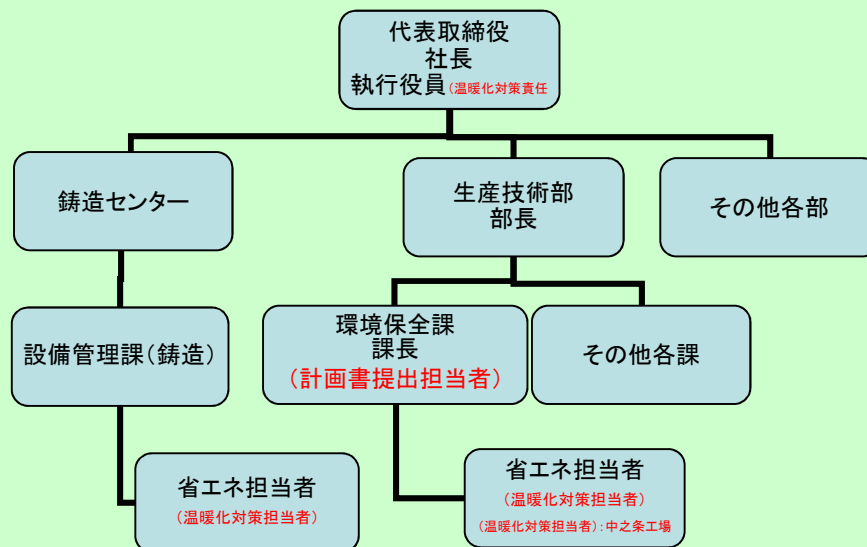 代表取締役
社長
執行役員(温暖化対策責任
鋳造センター
生産技術部
部長
その他各部
設備管理課(鋳造)
環境保全課
課長
(計画書提出担当者)
その他各課
省エネ担当者
(温暖化対策担当者)
省エネ担当者
(温暖化対策担当者)
(温暖化対策担当者):中之条工場